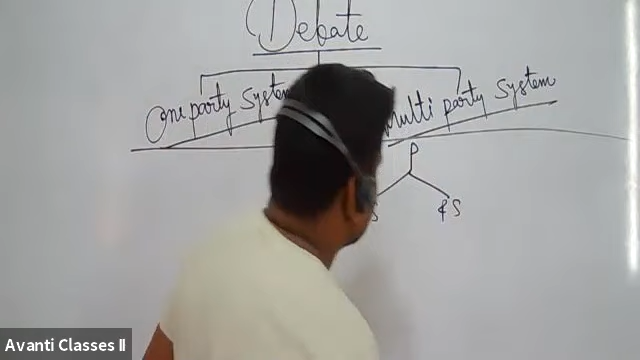 Debate
One party System Multi party System
P
S &S
Avanti Classes II